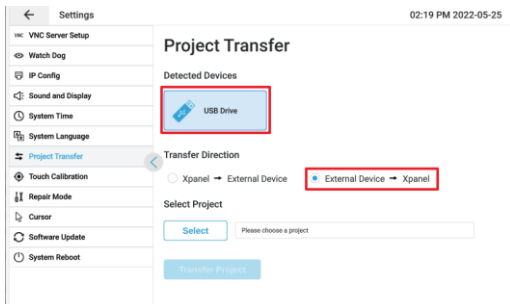 Settings
02:19 PM 2022-05-25
VNC VNC Server Setup
Watch Dog
IP Config
Sound and Display
System Time
System Language
Project Transfer
Touch Calibration
Repair Mode
Cursor
Software Update
System Reboot
Project Transfer
Detected Devices
USB Drive
Transfer Direction
Xpanel → External Device
External Device → Xpanel
Select Project
Select
Please choose a project
Transfer Project